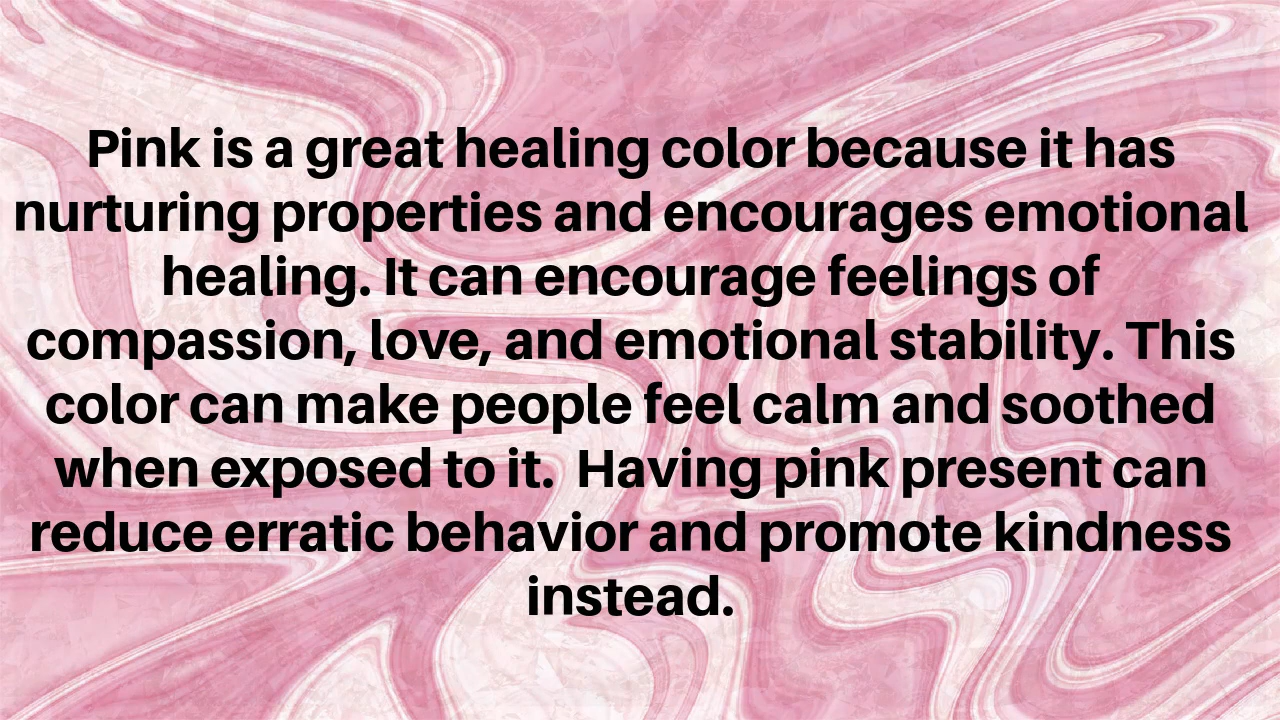 Pink is a great healing color because it has
nurturing properties and encourages emotional
healing. It can encourage feelings of
compassion, love, and emotional stability. This
color can make people feel calm and soothed
when exposed to it.  Having pink present can
reduce erratic behavior and promote kindness
instead.